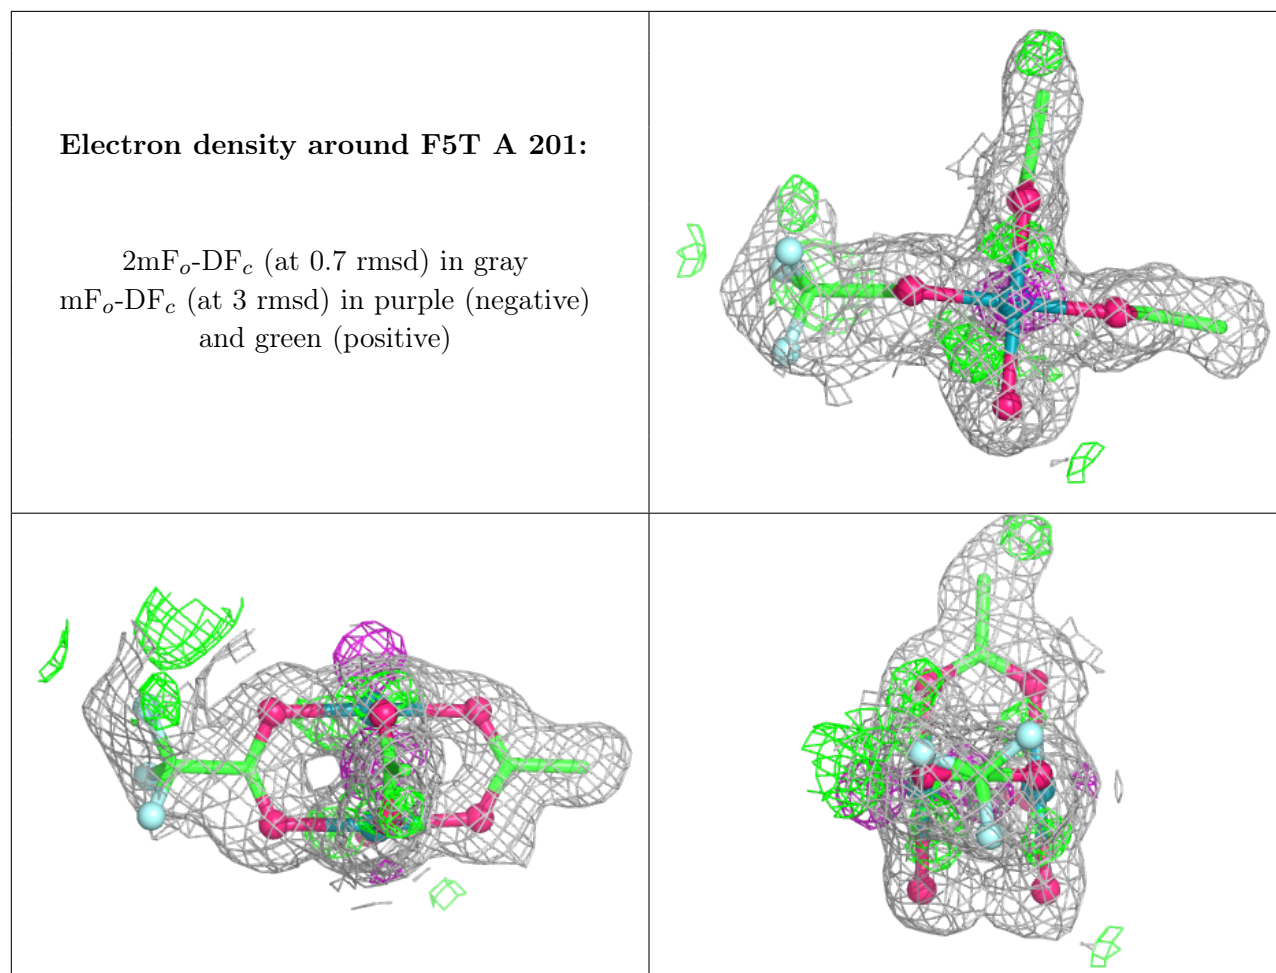 Electron density around F5T A 201:
2mFₒ-DF𝒸 (at 0.7 rmsd) in gray
mFₒ-DF𝒸 (at 3 rmsd) in purple (negative)
and green (positive)